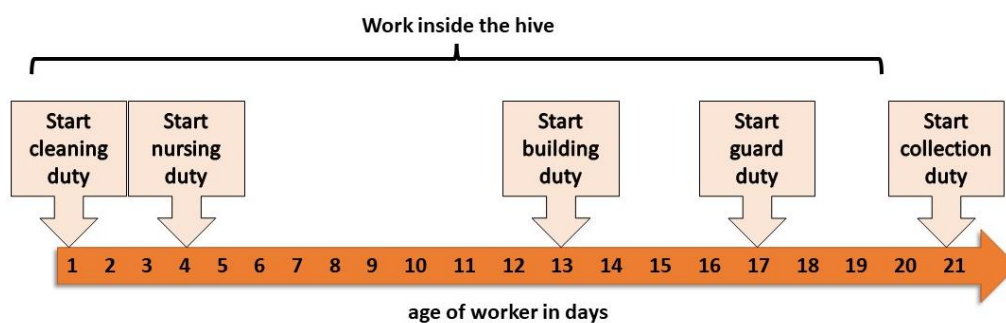 Work inside the hive
Start
cleaning
duty
Start
nursing
duty
Start
building
duty
Start
guard
duty
Start
collection
duty
1 2 3 4 5 6 7 8 9 10 11 12 13 14 15 16 17 18 19 20 21
age of worker in days